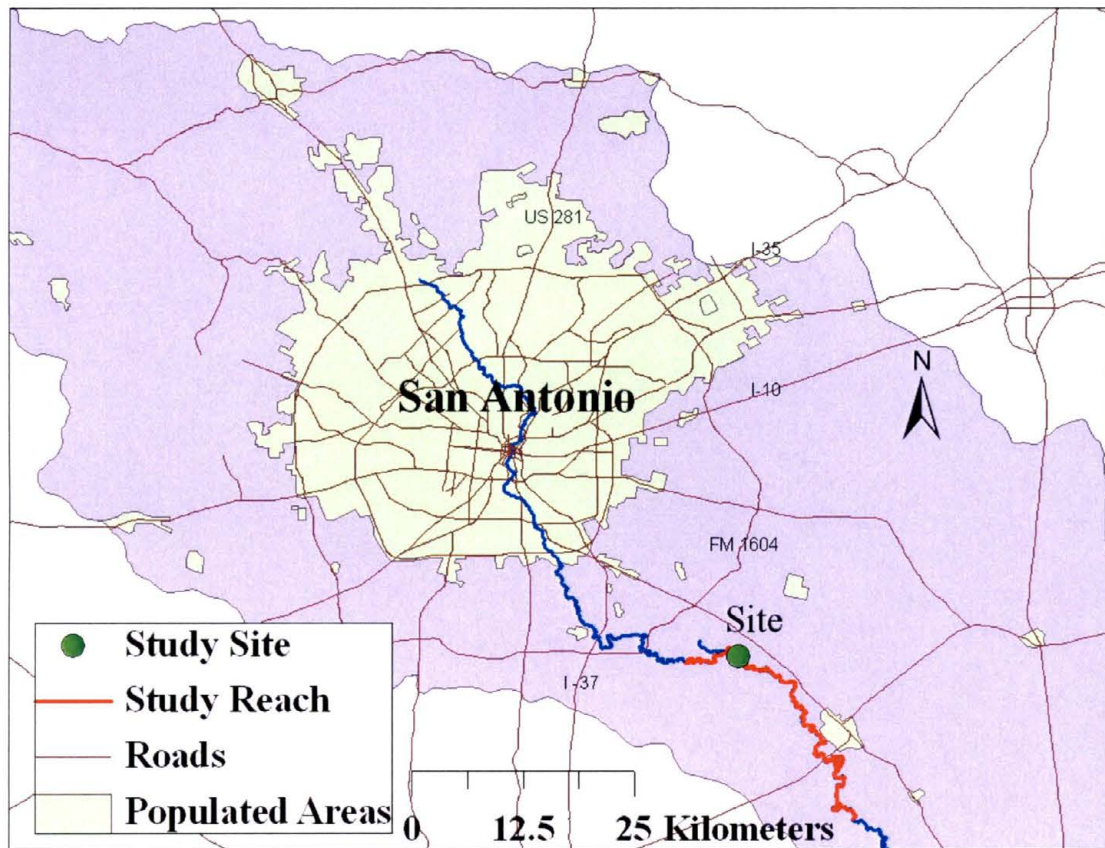 US 281
I-35
N
San Antonio
I-10
FM 1604
Site
I-37
Study Site
Study Reach
Roads
Populated Areas
0 12.5 25 Kilometers